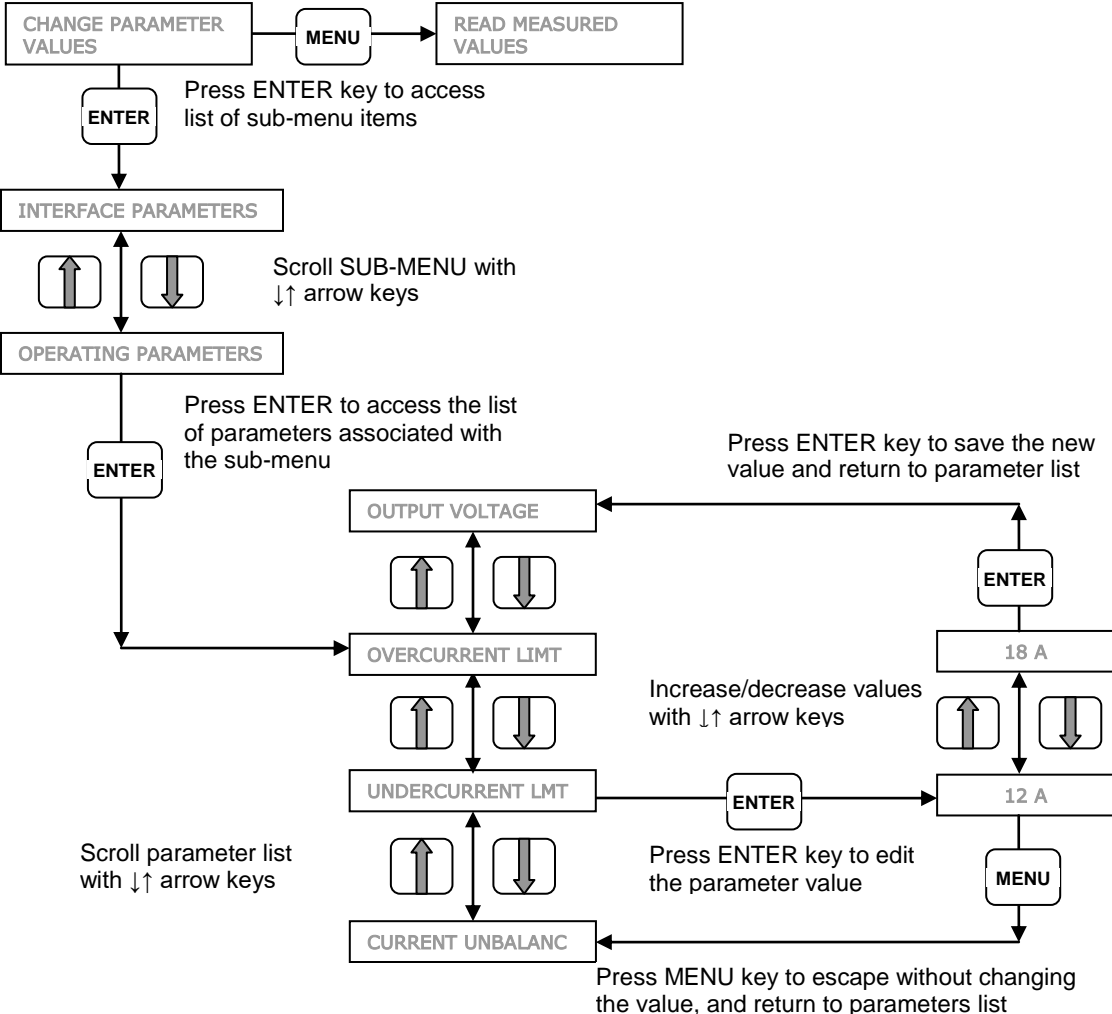 CHANGE PARAMETER
VALUES
MENU
READ MEASURED
VALUES
Press ENTER key to access
list of sub-menu items
ENTER
INTERFACE PARAMETERS
Scroll SUB-MENU with
↓↑ arrow keys
OPERATING PARAMETERS
Press ENTER to access the list
of parameters associated with
the sub-menu
ENTER
Press ENTER key to save the new
value and return to parameter list
OUTPUT VOLTAGE
ENTER
OVERCURRENT LIMT
18 A
Increase/decrease values
with ↓↑ arrow keys
UNDERCURRENT LMT
ENTER
12 A
Scroll parameter list
with ↓↑ arrow keys
Press ENTER key to edit
the parameter value
MENU
CURRENT UNBALANC
Press MENU key to escape without changing
the value, and return to parameters list